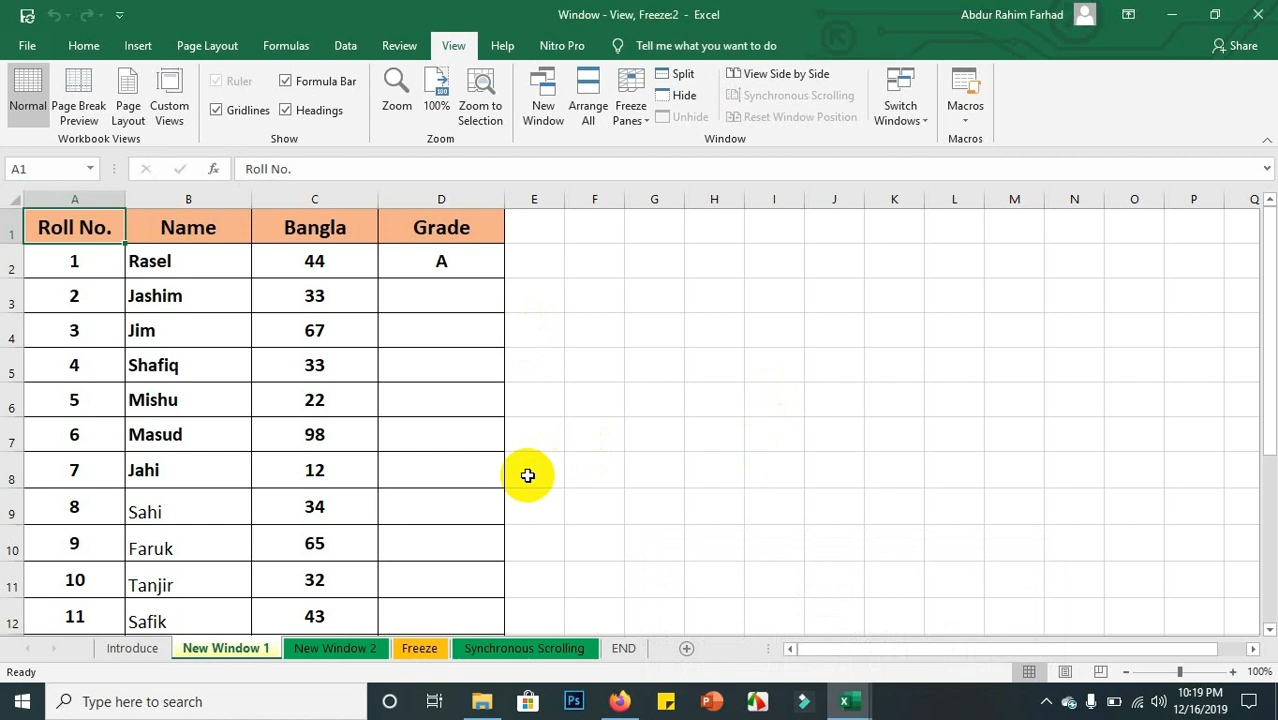 Window - View, Freeze:2 - Excel
Abdur Rahim Farhad
File Home Insert Page Layout Formulas Data Review View Help Nitro Pro Tell me what you want to do Share
Normal
Page Break Preview
Page Layout
Custom Views
Workbook Views
Ruler
Formula Bar
Gridlines
Headings
Show
Zoom
100%
Zoom to Selection
Zoom
New Window
Arrange All
Freeze Panes
Split
Hide
Unhide
View Side by Side
Synchronous Scrolling
Reset Window Position
Window
Switch Windows
Macros
Macros
A1 fx Roll No.
A B C D E F G H I J K L M N O P Q
1 Roll No. Name Bangla Grade
2 1 Rasel 44 A
3 2 Jashim 33
4 3 Jim 67
5 4 Shafiq 33
6 5 Mishu 22
7 6 Masud 98
8 7 Jahi 12
9 8 Sahi 34
10 9 Faruk 65
11 10 Tanjir 32
12 11 Safik 43
Introduce New Window 1 New Window 2 Freeze Synchronous Scrolling END
Ready 100%
Type here to search
10:19 PM
12/16/2019